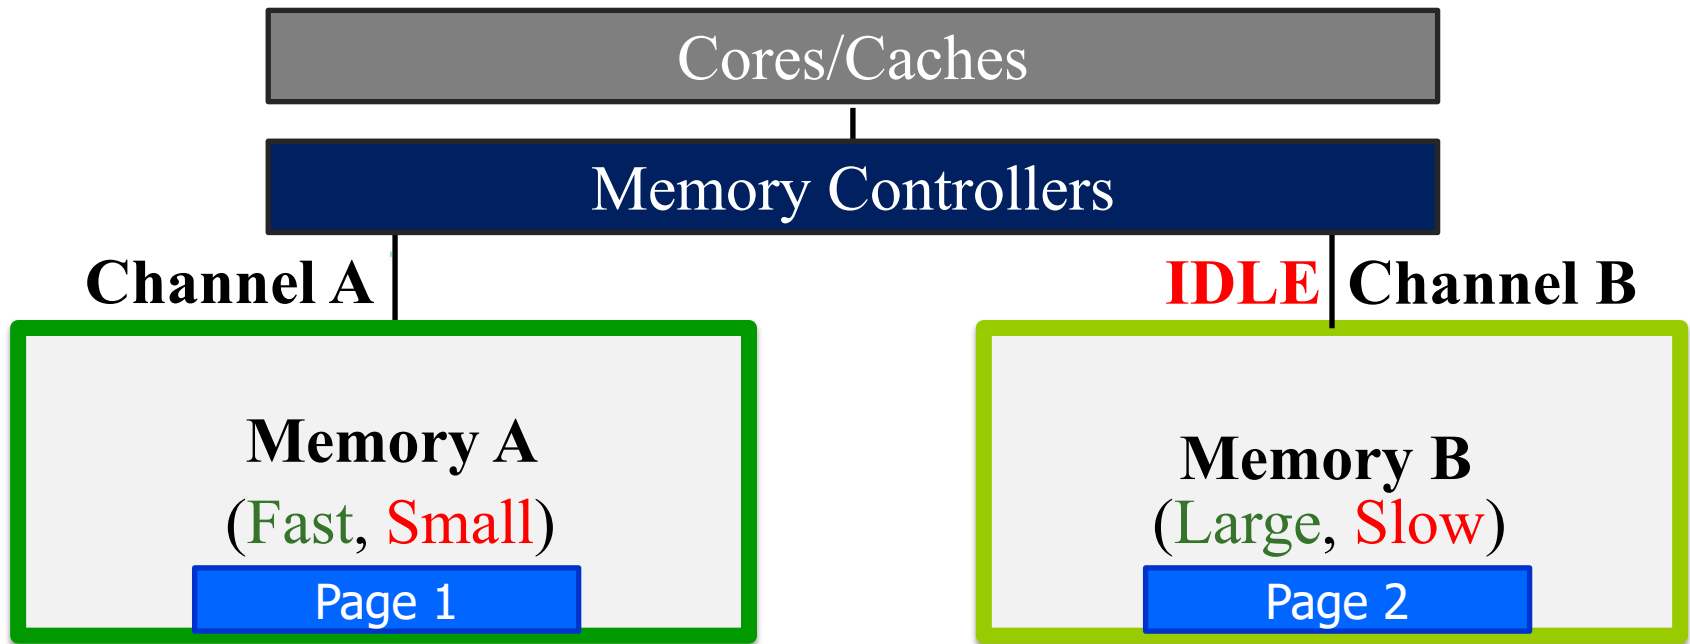 Cores/Caches
Memory Controllers
Channel A
IDLE Channel B
Memory A
(Fast, Small)
Page 1
Memory B
(Large, Slow)
Page 2